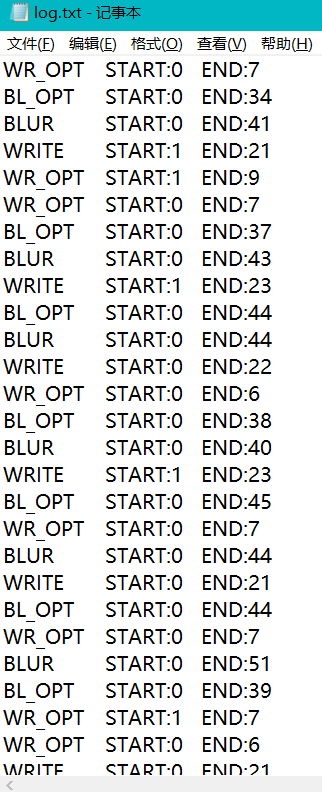 log.txt - 记事本
文件(F) 编辑(E) 格式(O) 查看(V) 帮助(H)
WR_OPT START:0 END:7
BL_OPT START:0 END:34
BLUR START:0 END:41
WRITE START:1 END:21
WR_OPT START:1 END:9
WR_OPT START:0 END:7
BL_OPT START:0 END:37
BLUR START:0 END:43
WRITE START:1 END:23
BL_OPT START:0 END:44
BLUR START:0 END:44
WRITE START:0 END:22
WR_OPT START:0 END:6
BL_OPT START:0 END:38
BLUR START:0 END:40
WRITE START:1 END:23
BL_OPT START:0 END:45
WR_OPT START:0 END:7
BLUR START:0 END:44
WRITE START:0 END:21
BL_OPT START:0 END:44
WR_OPT START:0 END:7
BLUR START:0 END:51
BL_OPT START:0 END:39
WR_OPT START:1 END:7
WR_OPT START:0 END:6
WRITE START:0 END:21